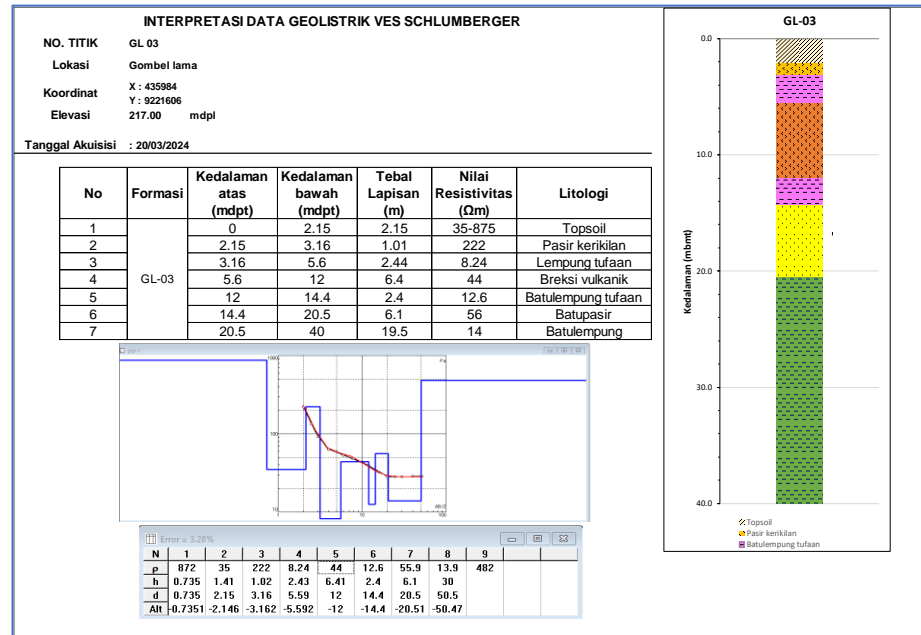 INTERPRETASI DATA GEOLISTRIK VES SCHLUMBERGER
NO. TITIK GL 03
Lokasi Gombel lama
Koordinat X : 435984
Y : 9221606
Elevasi 217.00 mdpl
Tanggal Akuisisi : 20/03/2024
No Formasi Kedalaman atas (mdpt) Kedalaman bawah (mdpt) Tebal Lapisan (m) Nilai Resistivitas (Ωm) Litologi
1 0 2.15 2.15 35-875 Topsoil
2 2.15 3.16 1.01 222 Pasir kerikilan
3 3.16 5.6 2.44 8.24 Lempung tufaan
4 GL-03 5.6 12 6.4 44 Breksi vulkanik
5 12 14.4 2.4 12.6 Batulempung tufaan
6 14.4 20.5 6.1 56 Batupasir
7 20.5 40 19.5 14 Batulempung
1000
100
10
1 10 100
Error = 3.28%
N 1 2 3 4 5 6 7 8 9
ρ 872 35 222 8.24 44 12.6 55.9 13.9 482
h 0.735 1.41 1.02 2.43 6.41 2.4 6.1 30
d 0.735 2.15 3.16 5.59 12 14.4 20.5 50.5
Alt -0.7351 -2.146 -3.162 -5.592 -12 -14.4 -20.51 -50.47
GL-03
Kedalaman (mbmt)
0.0
10.0
20.0
30.0
40.0
Topsoil
Pasir kerikilan
Batulempung tufaan